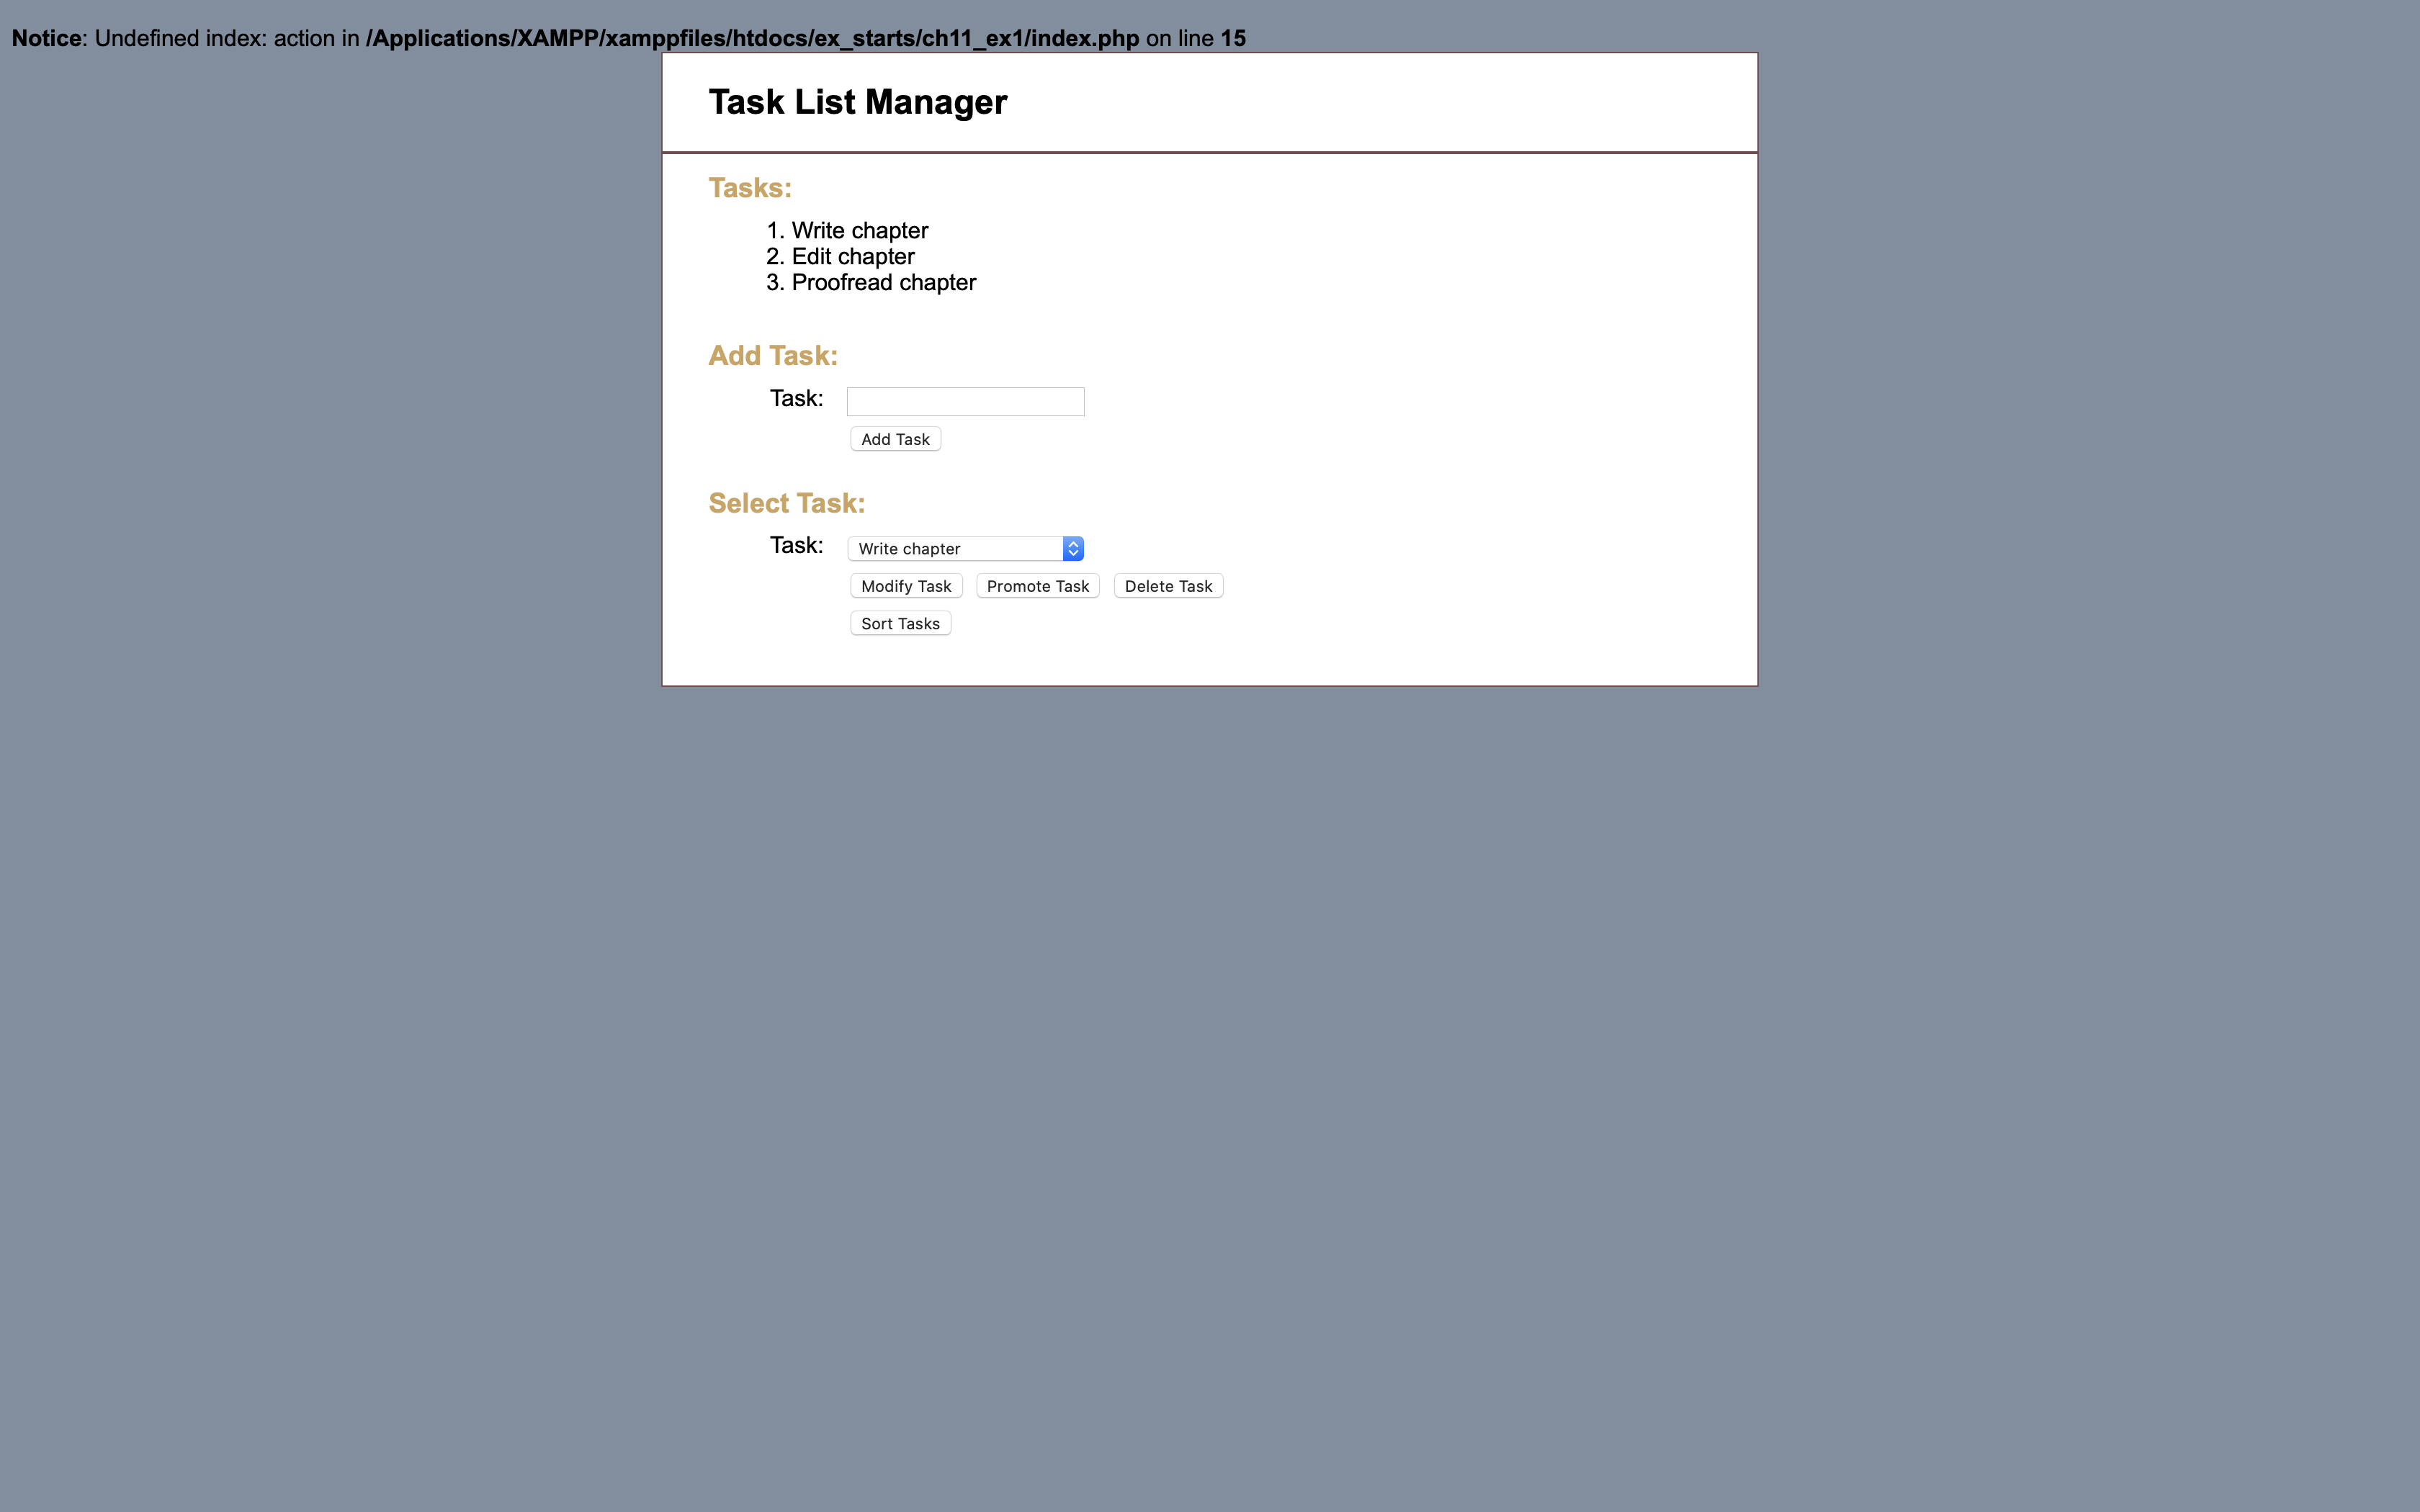 Notice: Undefined index: action in /Applications/XAMPP/xamppfiles/htdocs/ex_starts/ch11_ex1/index.php on line 15
Task List Manager
Tasks:
1. Write chapter
2. Edit chapter
3. Proofread chapter
Add Task:
Task:
Add Task
Select Task:
Task: Write chapter
Modify Task Promote Task Delete Task
Sort Tasks